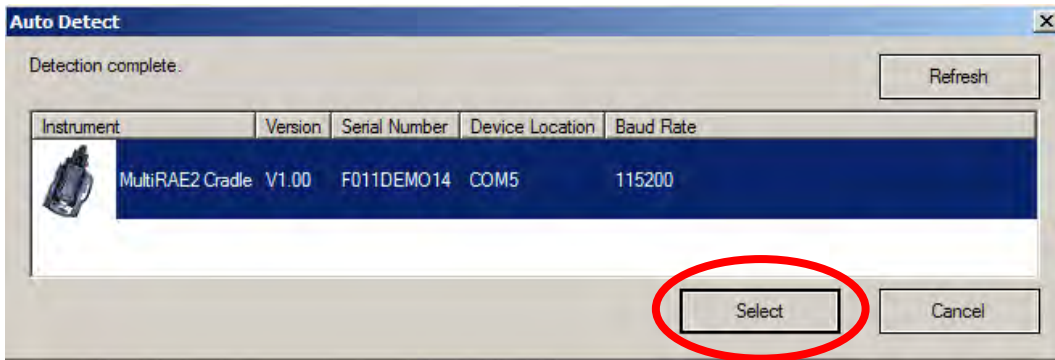 Auto Detect
Detection complete.
Refresh
Instrument Version Serial Number Device Location Baud Rate
MultiRAE2 Cradle V1.00 F011DEMO14 COM5 115200
Select Cancel